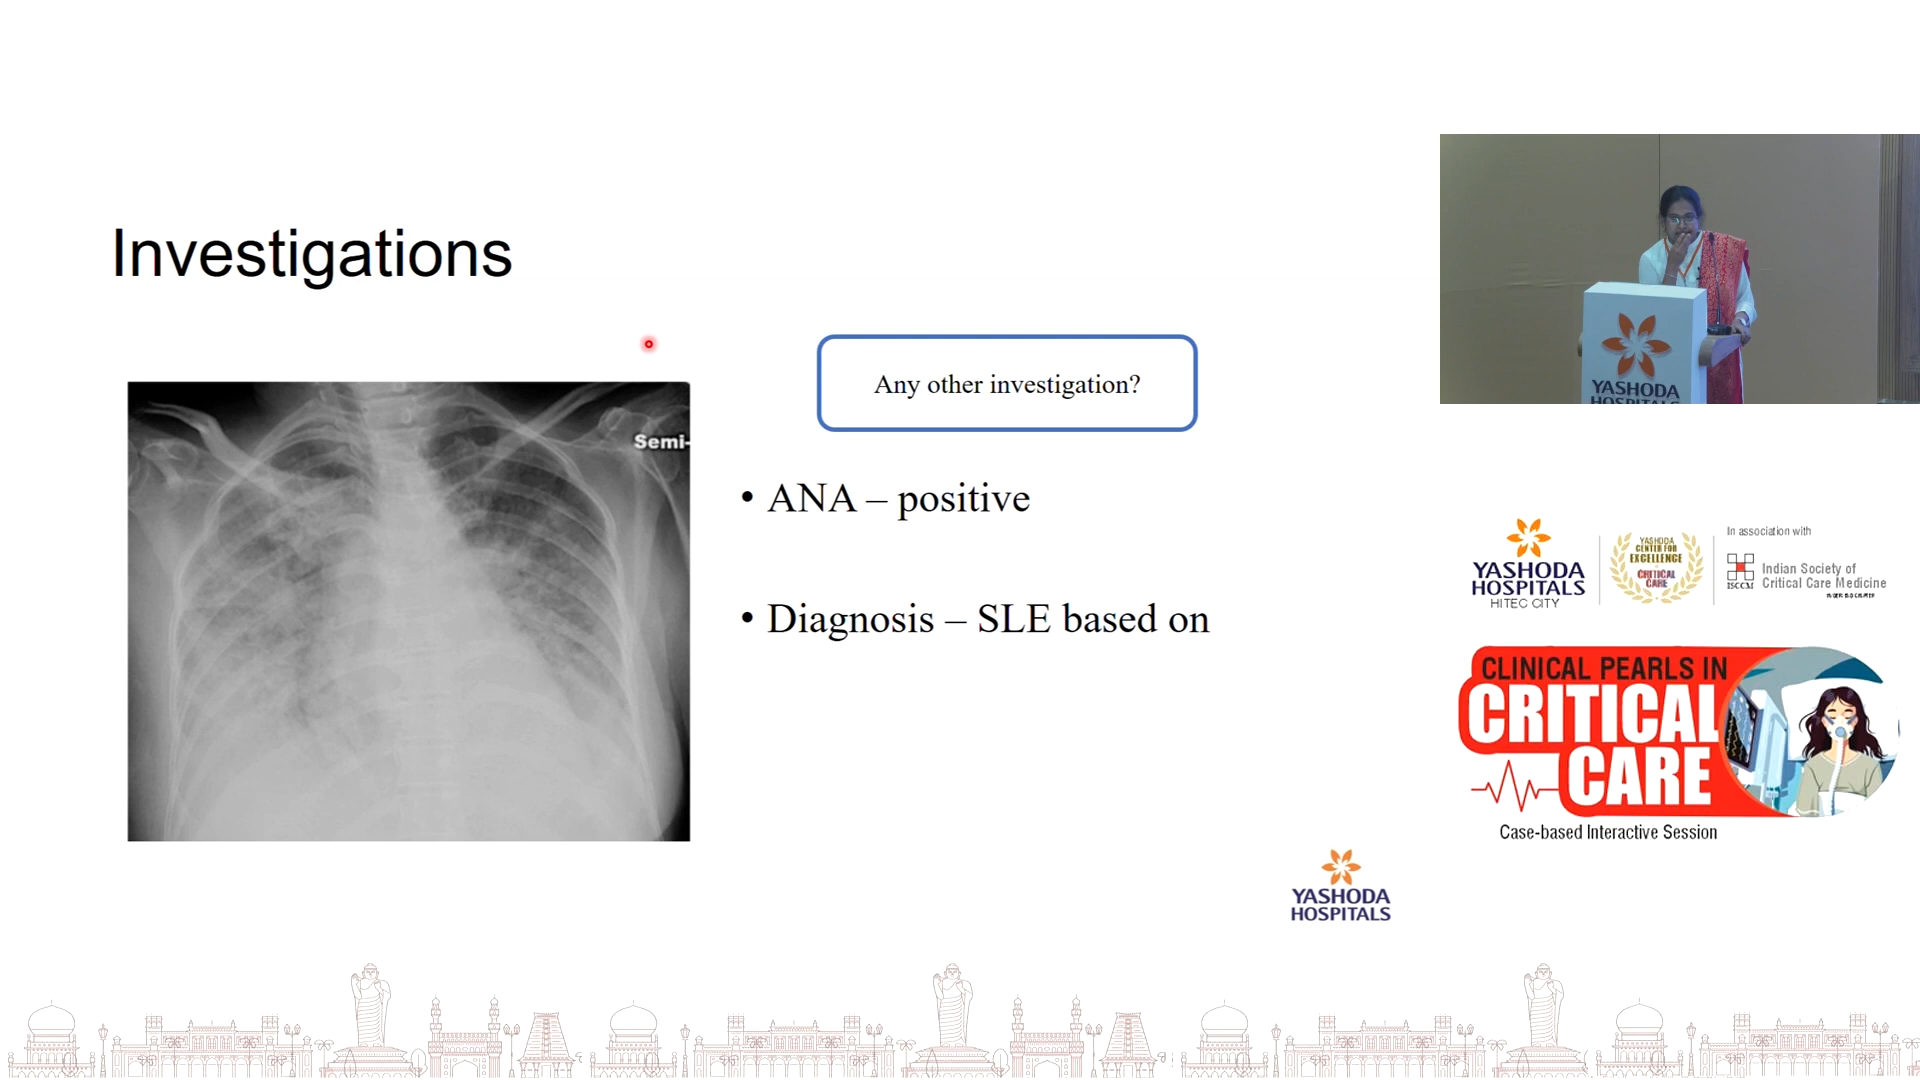 Investigations
Any other investigation?
Semi-
• ANA – positive
• Diagnosis – SLE based on
YASHODA
HOSPITALS
YASHODA
HOSPITALS
HITEC CITY
YASHODA
CENTER FOR
EXCELLENCE
CRITICAL
CARE
In association with
ISCCM
Indian Society of
Critical Care Medicine
CLINICAL PEARLS IN
CRITICAL
CARE
Case-based Interactive Session
YASHODA
HOSPITALS